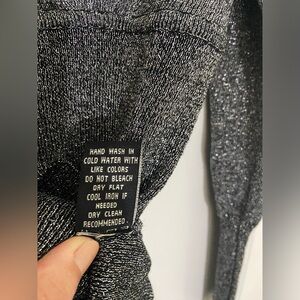 HAND WASH IN
COLD WATER WITH
LIKE COLORS
DO NOT BLEACH
DRY FLAT
COOL IRON IF
NEEDED
DRY CLEAN
RECOMMENDED